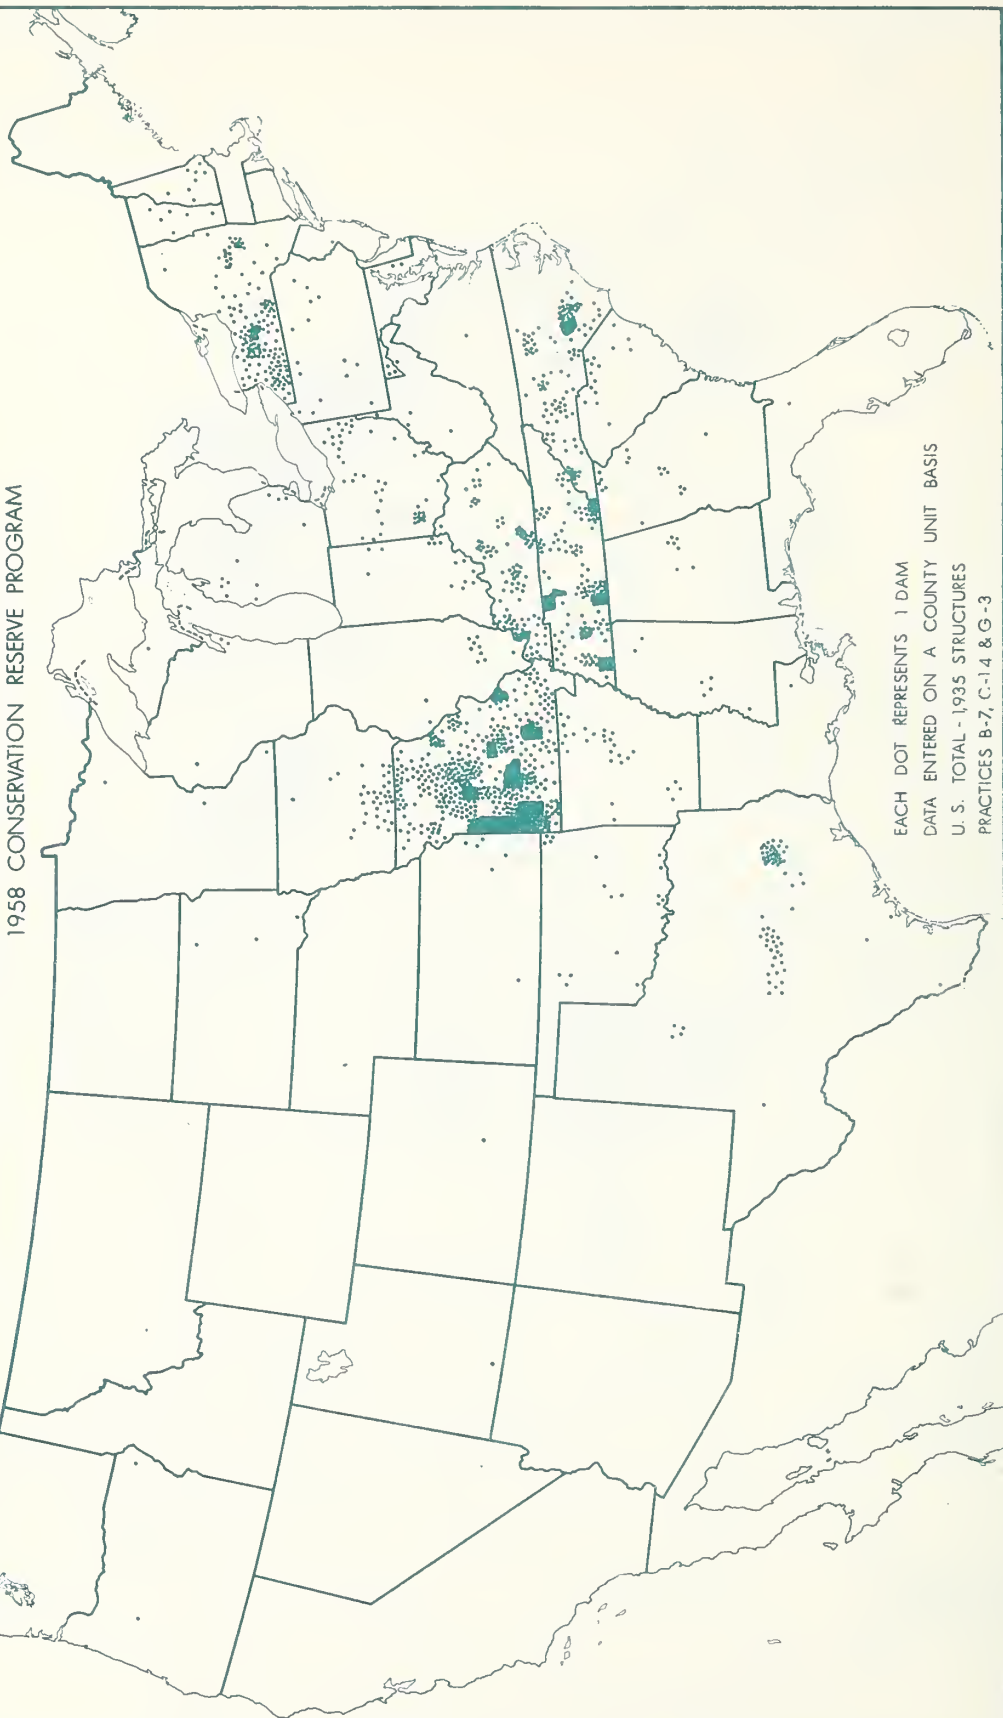 1958 CONSERVATION RESERVE PROGRAM
EACH DOT REPRESENTS 1 DAM
DATA ENTERED ON A COUNTY UNIT BASIS
U. S. TOTAL - 1,935 STRUCTURES
PRACTICES B-7, C-14 & G-3